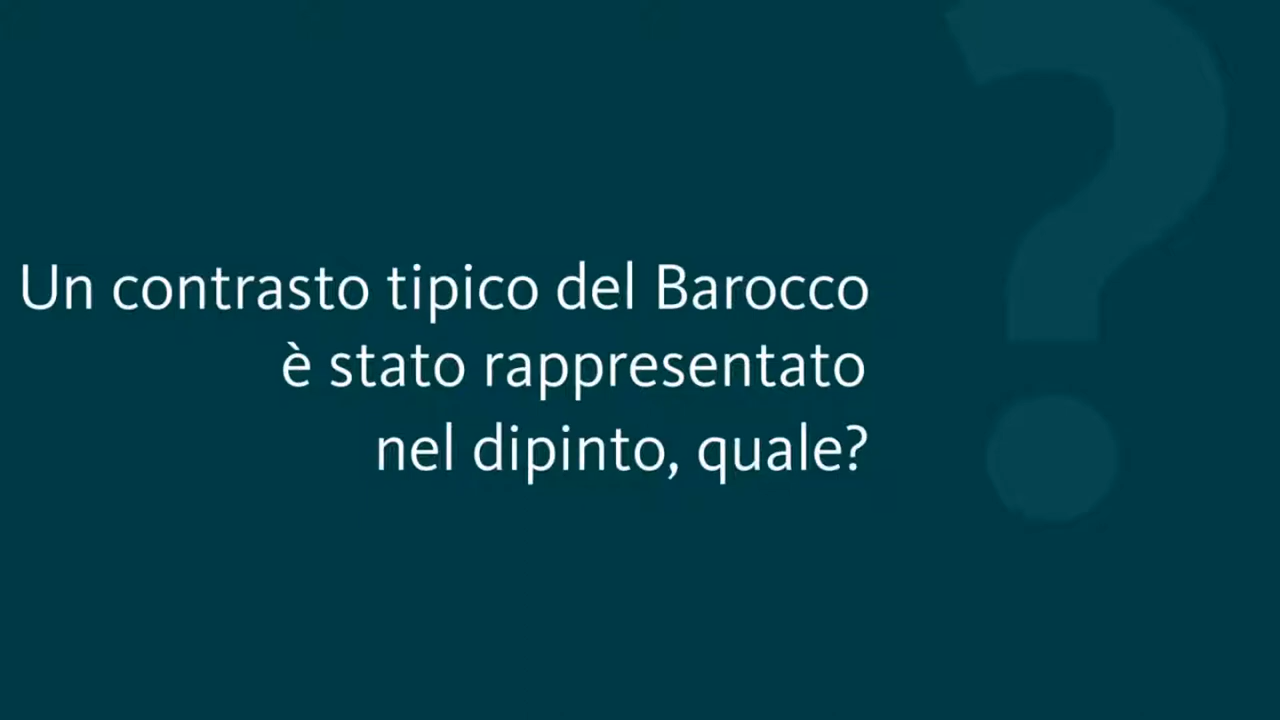 Un contrasto tipico del Barocco
è stato rappresentato
nel dipinto, quale?